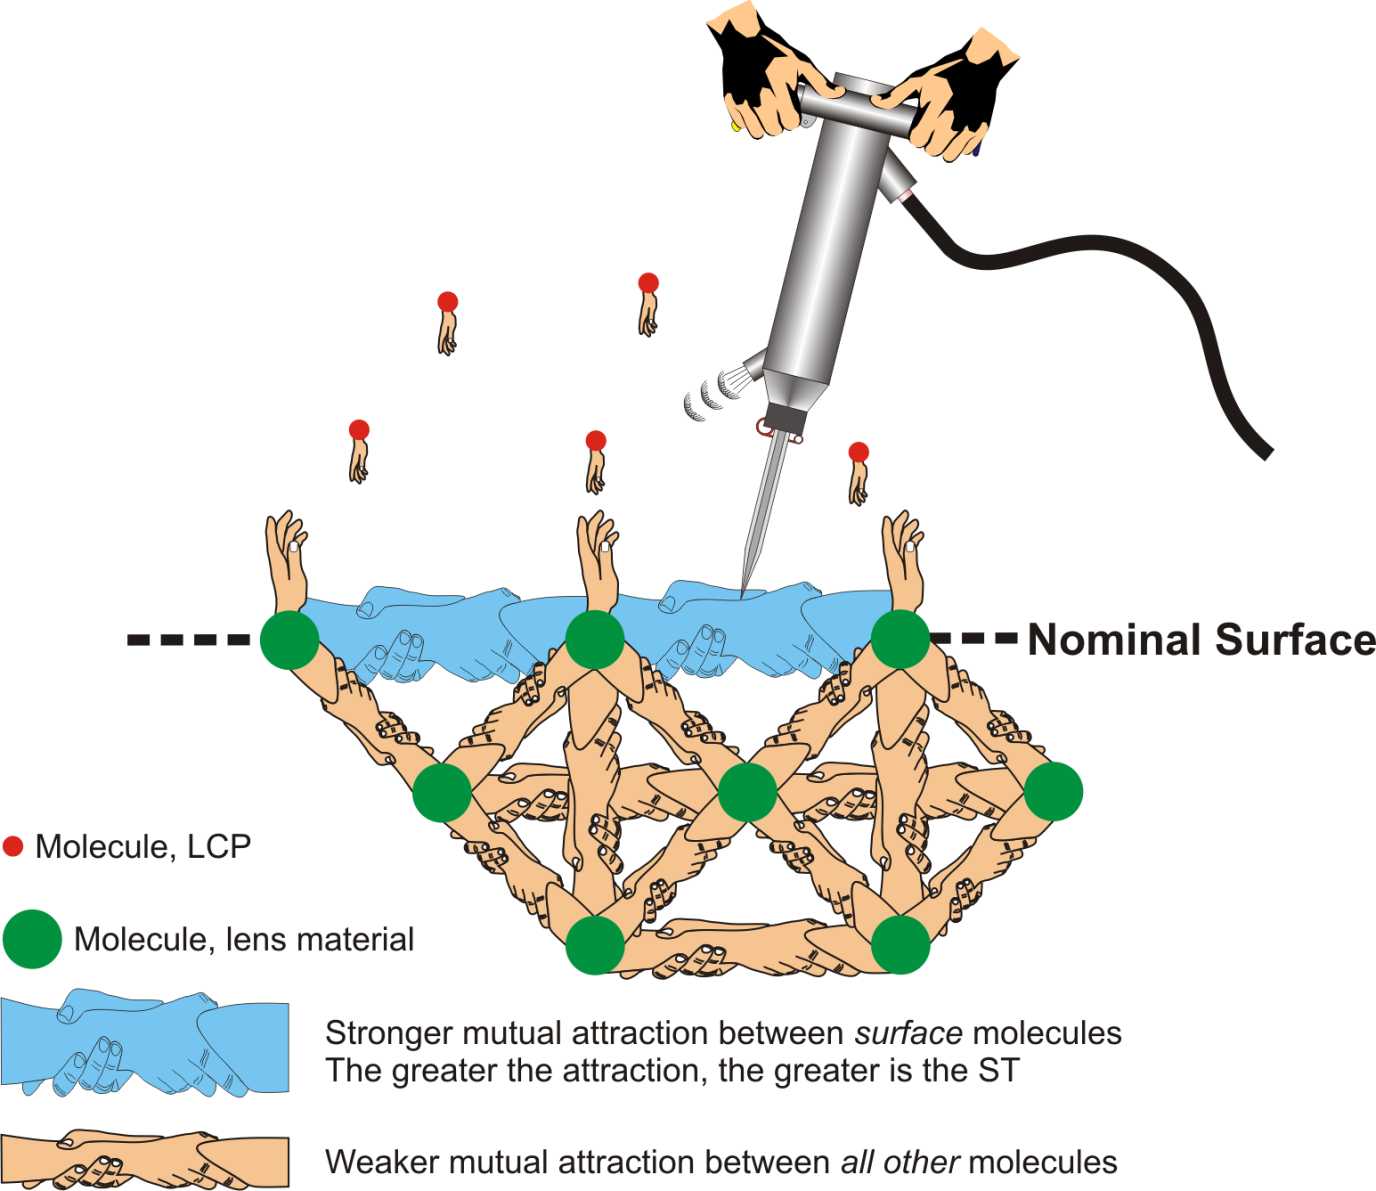 Nominal Surface
Molecule, LCP
Molecule, lens material
Stronger mutual attraction between surface molecules
The greater the attraction, the greater is the ST
Weaker mutual attraction between all other molecules